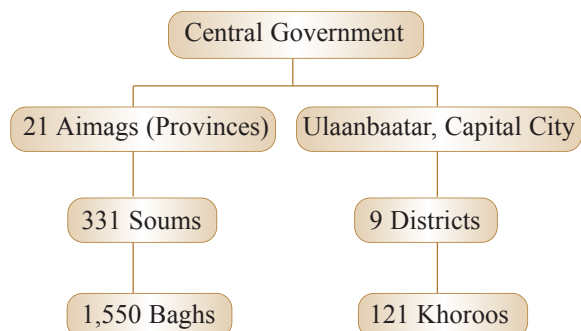 Central Government
21 Aimags (Provinces)
Ulaanbaatar, Capital City
331 Soums
9 Districts
1,550 Baghs
121 Khoroos